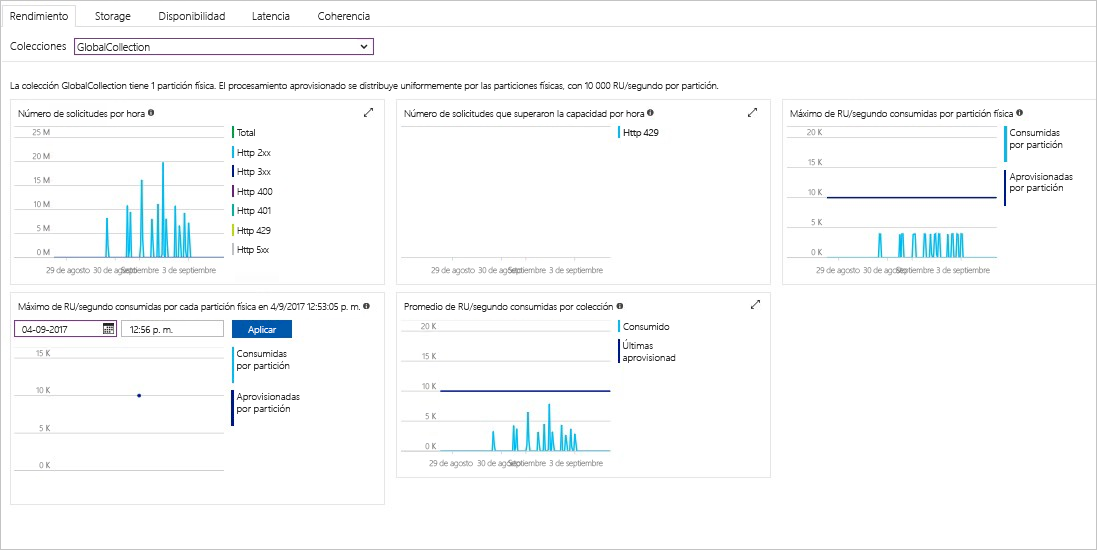 Rendimiento Storage Disponibilidad Latencia Coherencia
Colecciones GlobalCollection
La colección GlobalCollection tiene 1 partición física. El procesamiento aprovisionado se distribuye uniformemente por las particiones físicas, con 10 000 RU/segundo por partición.
Número de solicitudes por hora
25 M
20 M
15 M
10 M
5 M
0 M
29 de agosto 30 de agosto Septiembre 3 de septiembre
Total
Http 2xx
Http 3xx
Http 400
Http 401
Http 429
Http 5xx
Número de solicitudes que superaron la capacidad por hora
Http 429
29 de agosto 30 de agosto Septiembre 3 de septiembre
Máximo de RU/segundo consumidas por partición física
20 K
15 K
10 K
5 K
0 K
29 de agosto 30 de agosto Septiembre 3 de septiembre
Consumidas
por partición
Aprovisionadas
por partición
Máximo de RU/segundo consumidas por cada partición física en 4/9/2017 12:53:05 p. m.
04-09-2017 12:56 p. m. Aplicar
15 K
10 K
5 K
0 K
Consumidas
por partición
Aprovisionadas
por partición
Promedio de RU/segundo consumidas por colección
20 K
15 K
10 K
5 K
0 K
29 de agosto 30 de agosto Septiembre 3 de septiembre
Consumido
Últimas
aprovisionad